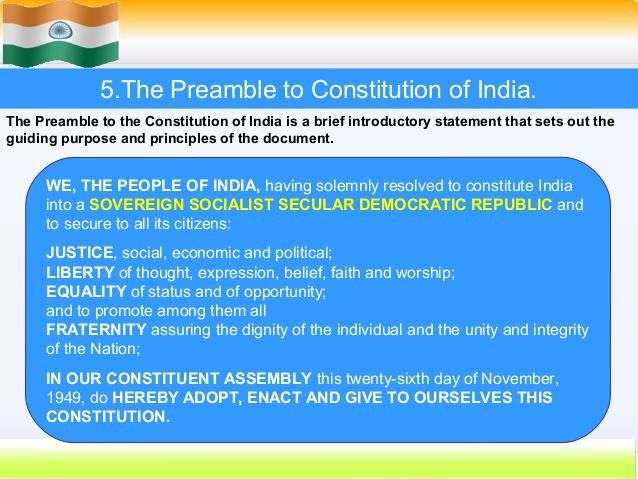 5.The Preamble to Constitution of India.
The Preamble to the Constitution of India is a brief introductory statement that sets out the
guiding purpose and principles of the document.
WE, THE PEOPLE OF INDIA, having solemnly resolved to constitute India
into a SOVEREIGN SOCIALIST SECULAR DEMOCRATIC REPUBLIC and
to secure to all its citizens:
JUSTICE, social, economic and political;
LIBERTY of thought, expression, belief, faith and worship;
EQUALITY of status and of opportunity;
and to promote among them all
FRATERNITY assuring the dignity of the individual and the unity and integrity
of the Nation;
IN OUR CONSTITUENT ASSEMBLY this twenty-sixth day of November,
1949, do HEREBY ADOPT, ENACT AND GIVE TO OURSELVES THIS
CONSTITUTION.